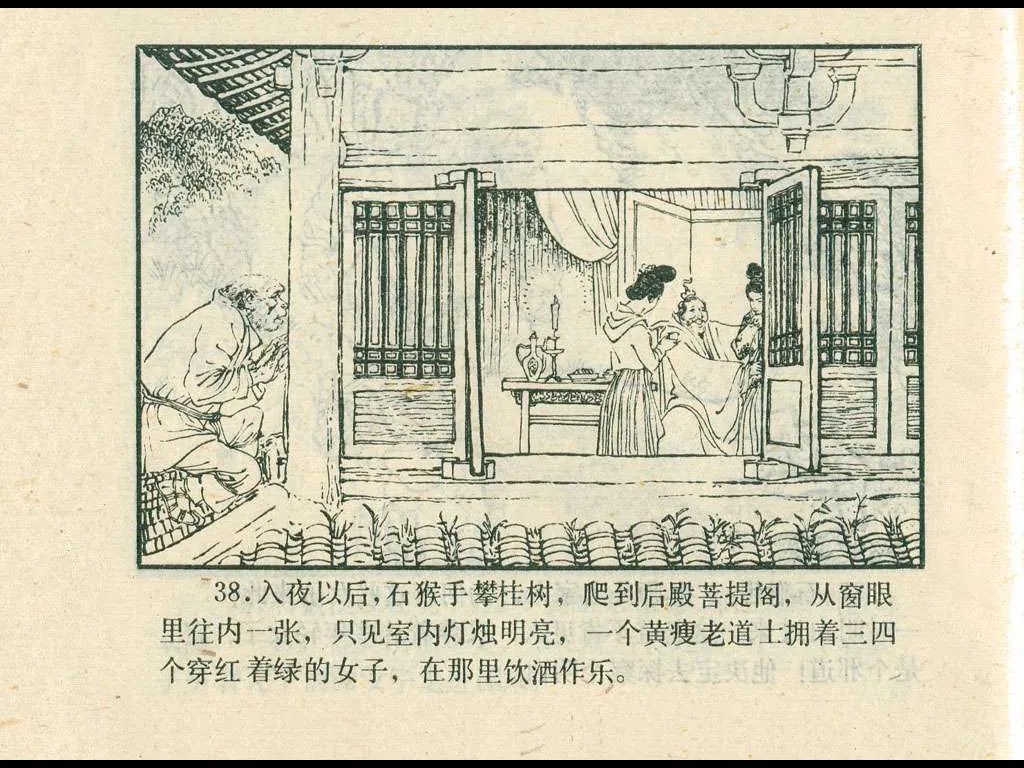 38.入夜以后,石猴手攀桂树，爬到后殿菩提阁，从窗眼
里往内一张，只见室内灯烛明亮，一个黄瘦老道士拥着三四
个穿红着绿的女子，在那里饮酒作乐。